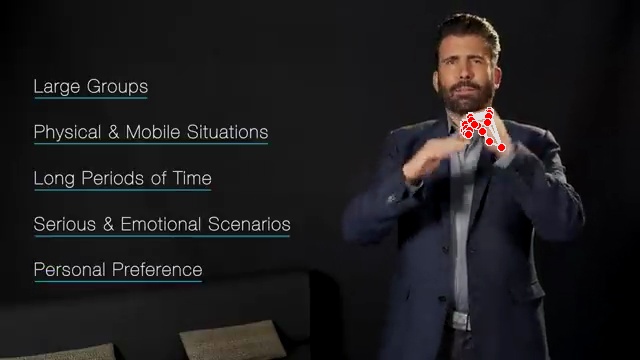 Large Groups
Physical & Mobile Situations
Long Periods of Time
Serious & Emotional Scenarios
Personal Preference